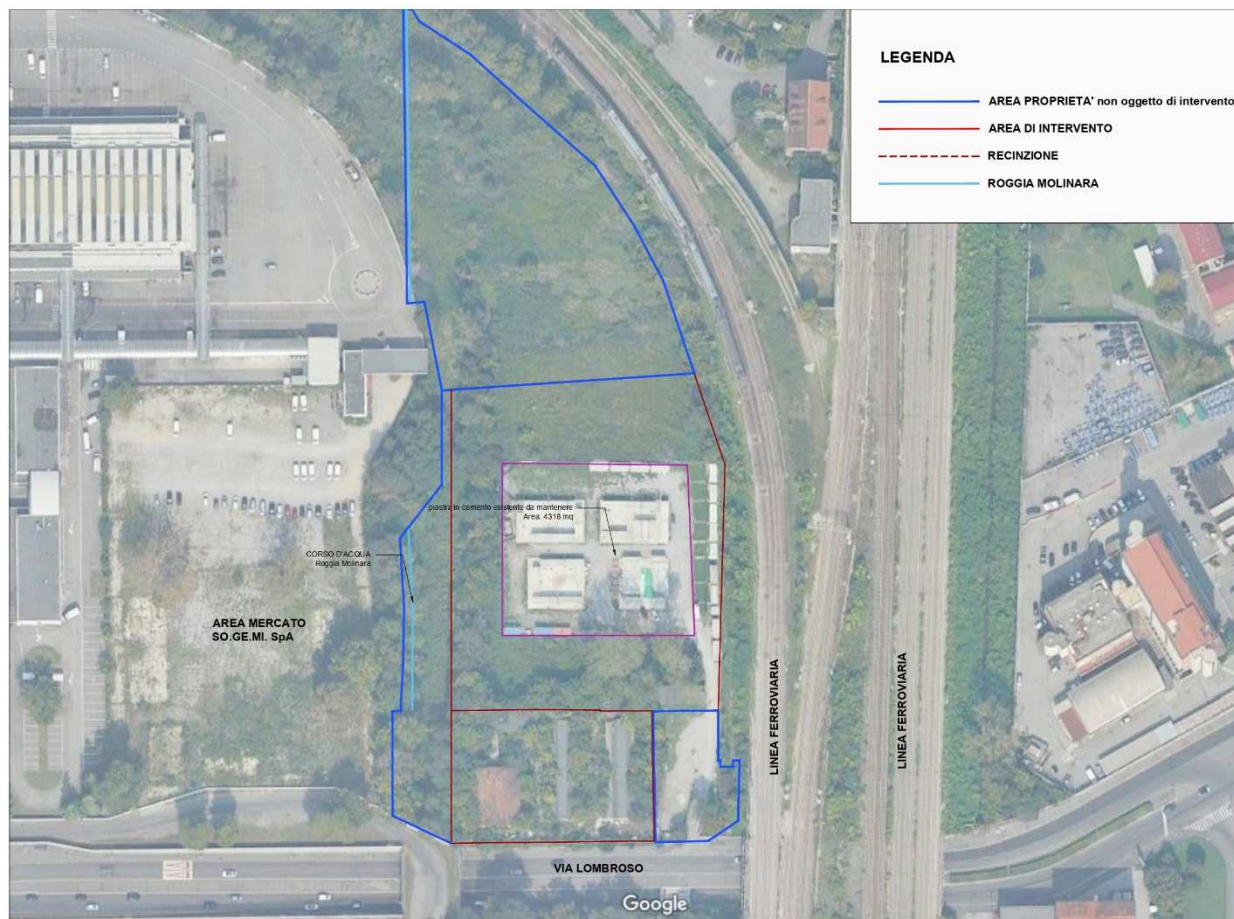 LEGENDA
AREA PROPRIETA' non oggetto di intervento
AREA DI INTERVENTO
RECINZIONE
ROGGIA MOLINARA
piastra in cemento esistente da mantenere
Area: 4318 mq
CORSO D'ACQUA
Roggia Molinara
AREA MERCATO
SO.GE.MI. SpA
LINEA FERROVIARIA
LINEA FERROVIARIA
VIA LOMBROSO
Google